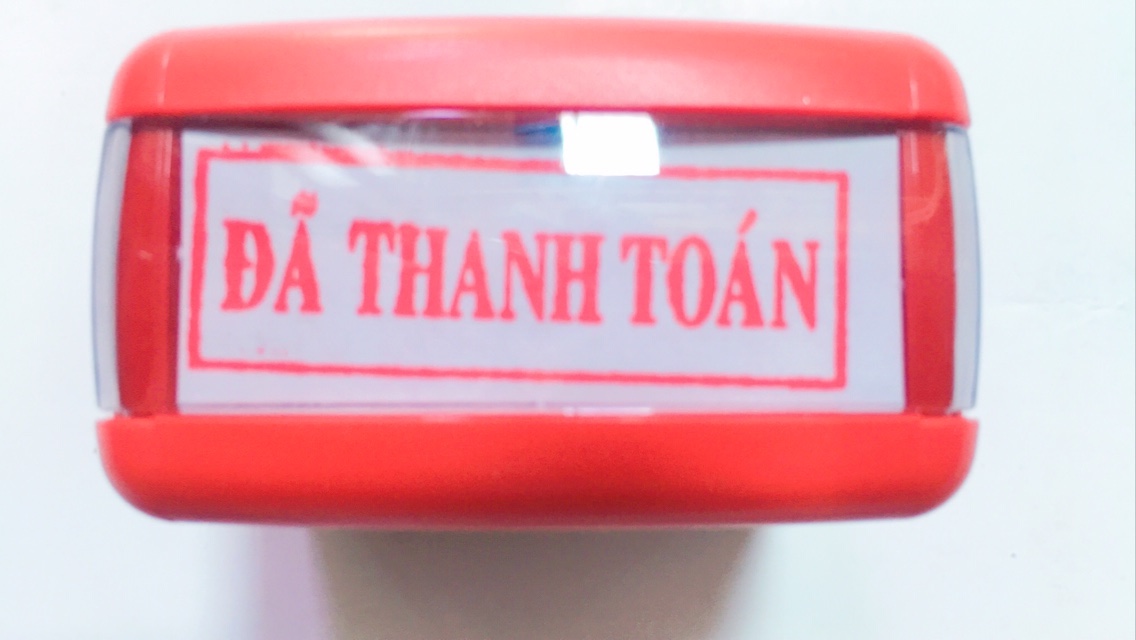 ĐÃ THANH TOÁN